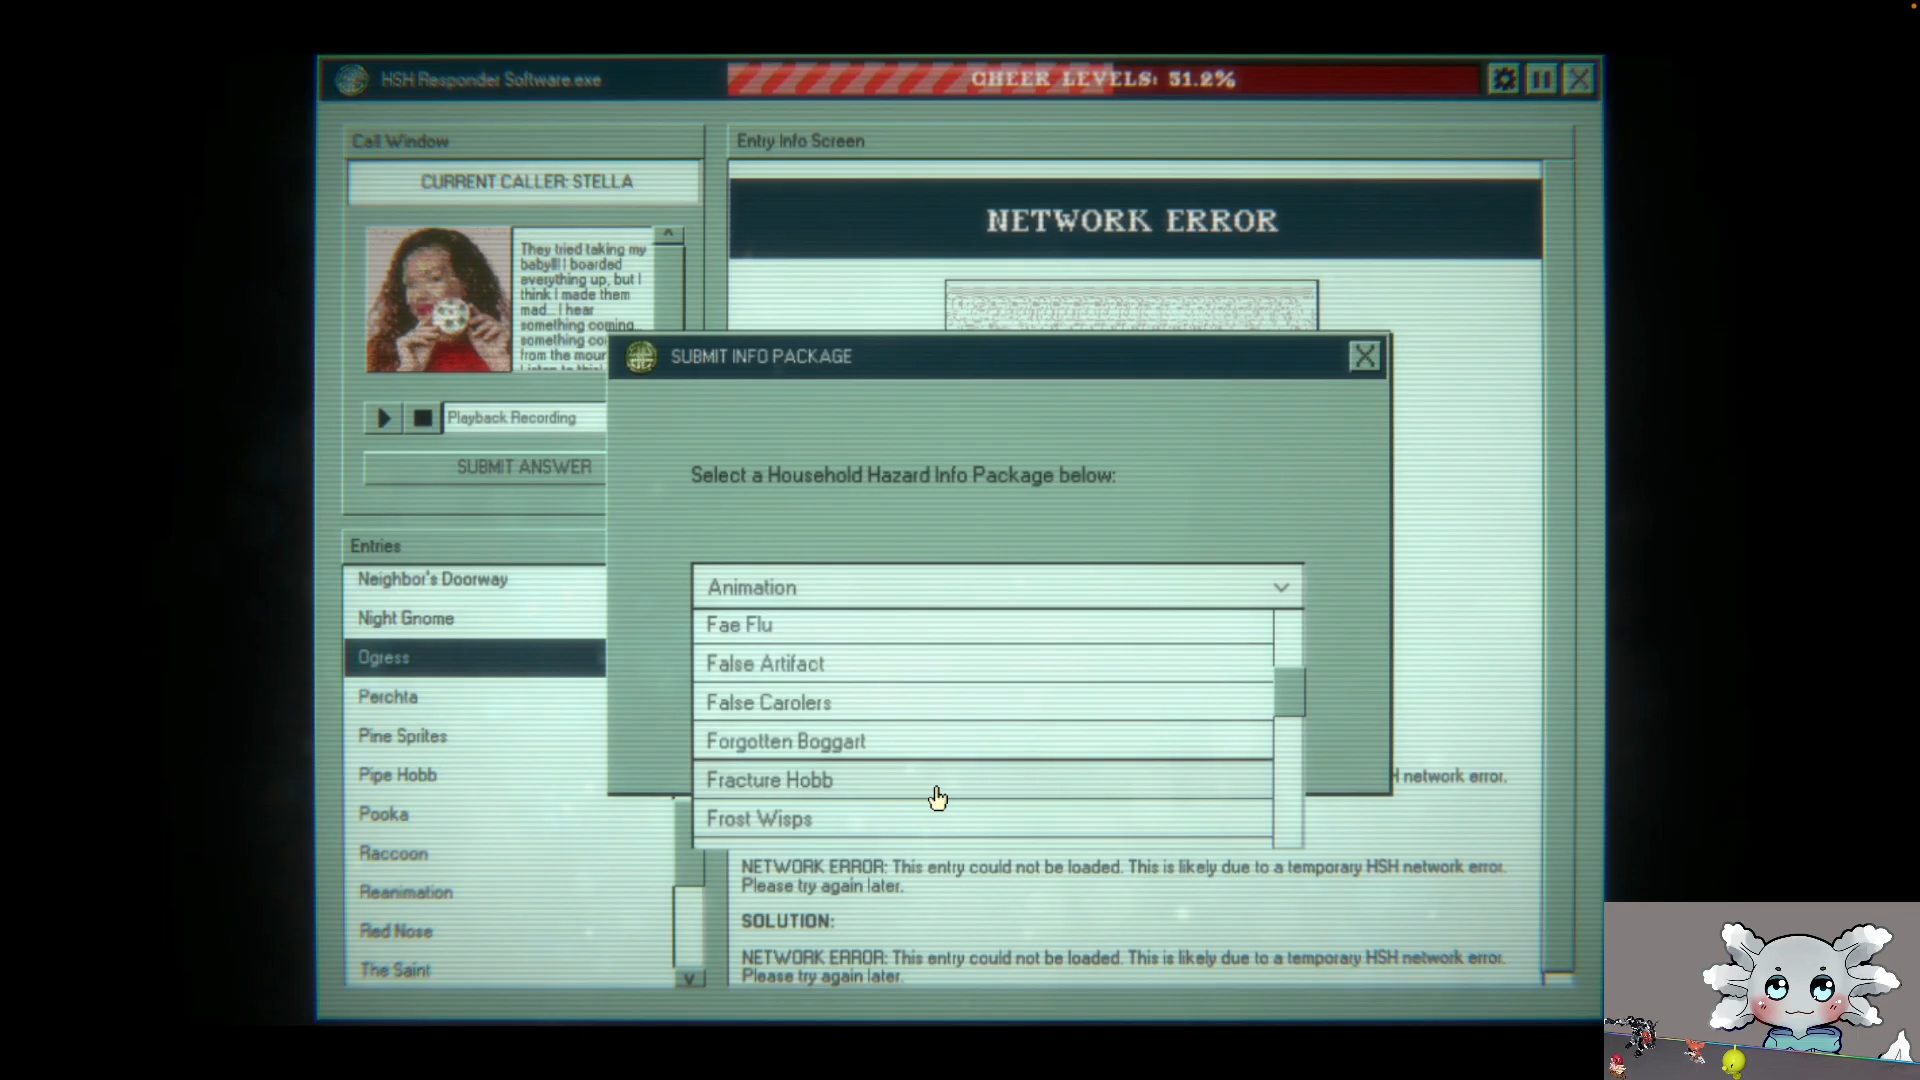 HSH Responder Software.exe
CHEER LEVELS: 51.2%
Call Window
CURRENT CALLER: STELLA
They tried taking my
baby!!! I boarded
everything up, but I
think I made them
mad... I hear
something coming...
something co
from the mour
Playback Recording
SUBMIT ANSWER
Entries
Neighbor's Doorway
Night Gnome
Ogress
Perchta
Pine Sprites
Pipe Hobb
Pooka
Raccoon
Reanimation
Red Nose
The Saint
Entry Info Screen
NETWORK ERROR
SUBMIT INFO PACKAGE
Select a Household Hazard Info Package below:
Animation
Fae Flu
False Artifact
False Carolers
Forgotten Boggart
Fracture Hobb
Frost Wisps
H network error.
NETWORK ERROR: This entry could not be loaded. This is likely due to a temporary HSH network error.
Please try again later.
SOLUTION:
NETWORK ERROR: This entry could not be loaded. This is likely due to a temporary HSH network error.
Please try again later.